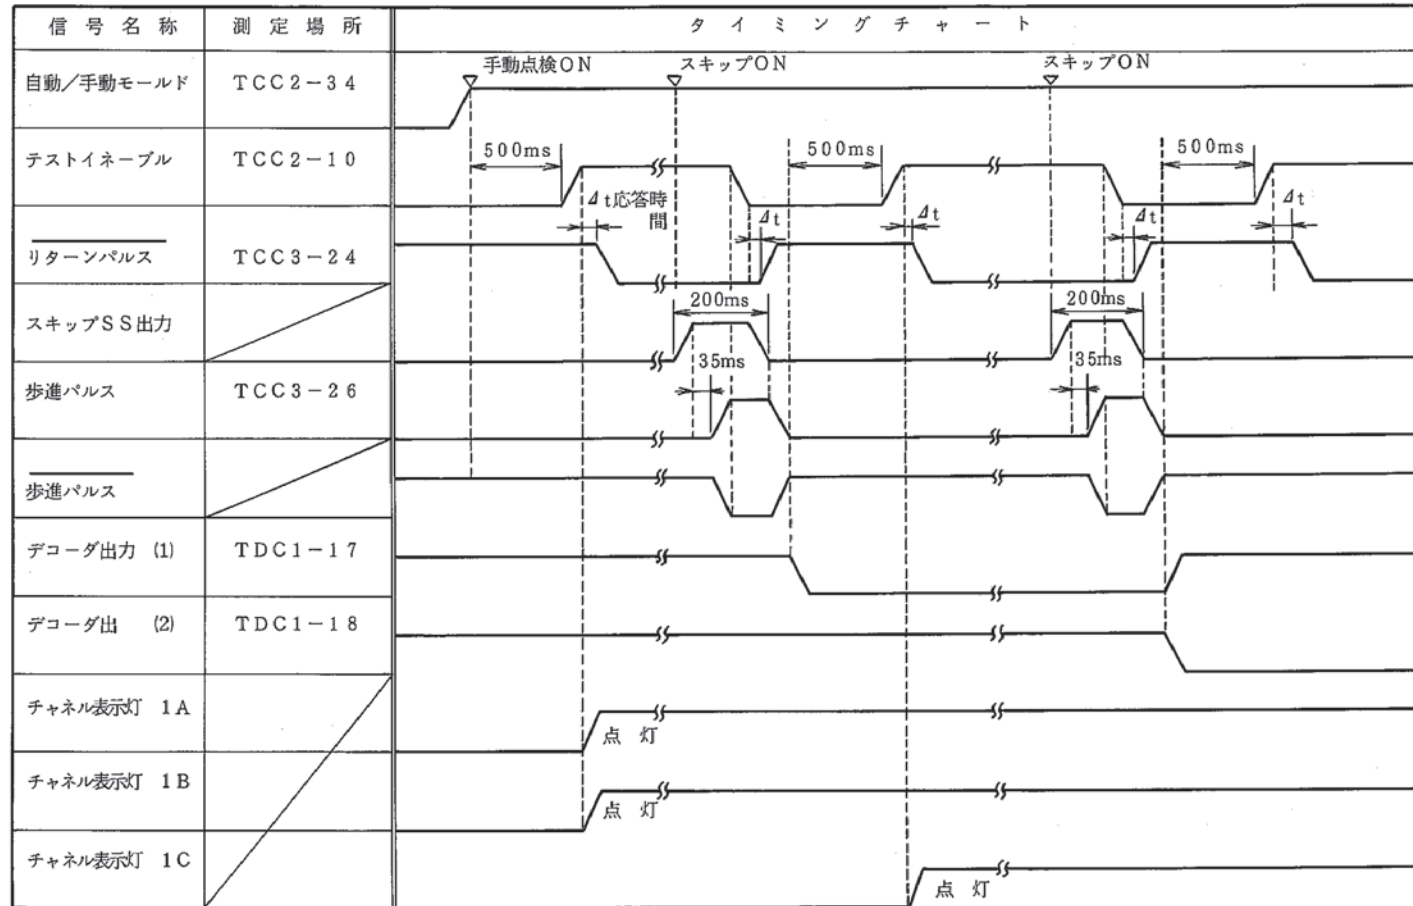 信号名称 測定場所 タイミングチャート
手動点検ON スキップON スキップON
自動／手動モールド TCC2-34
500ms 500ms 500ms
テストイネーブル TCC2-10
Δt応答時間 Δt Δt Δt Δt
リターンパルス TCC3-24
200ms 200ms
スキップSS出力
35ms 35ms
歩進パルス TCC3-26
歩進パルス
デコーダ出力 (1) TDC1-17
デコーダ出 (2) TDC1-18
チャネル表示灯 1A
点灯
チャネル表示灯 1B
点灯
チャネル表示灯 1C
点灯